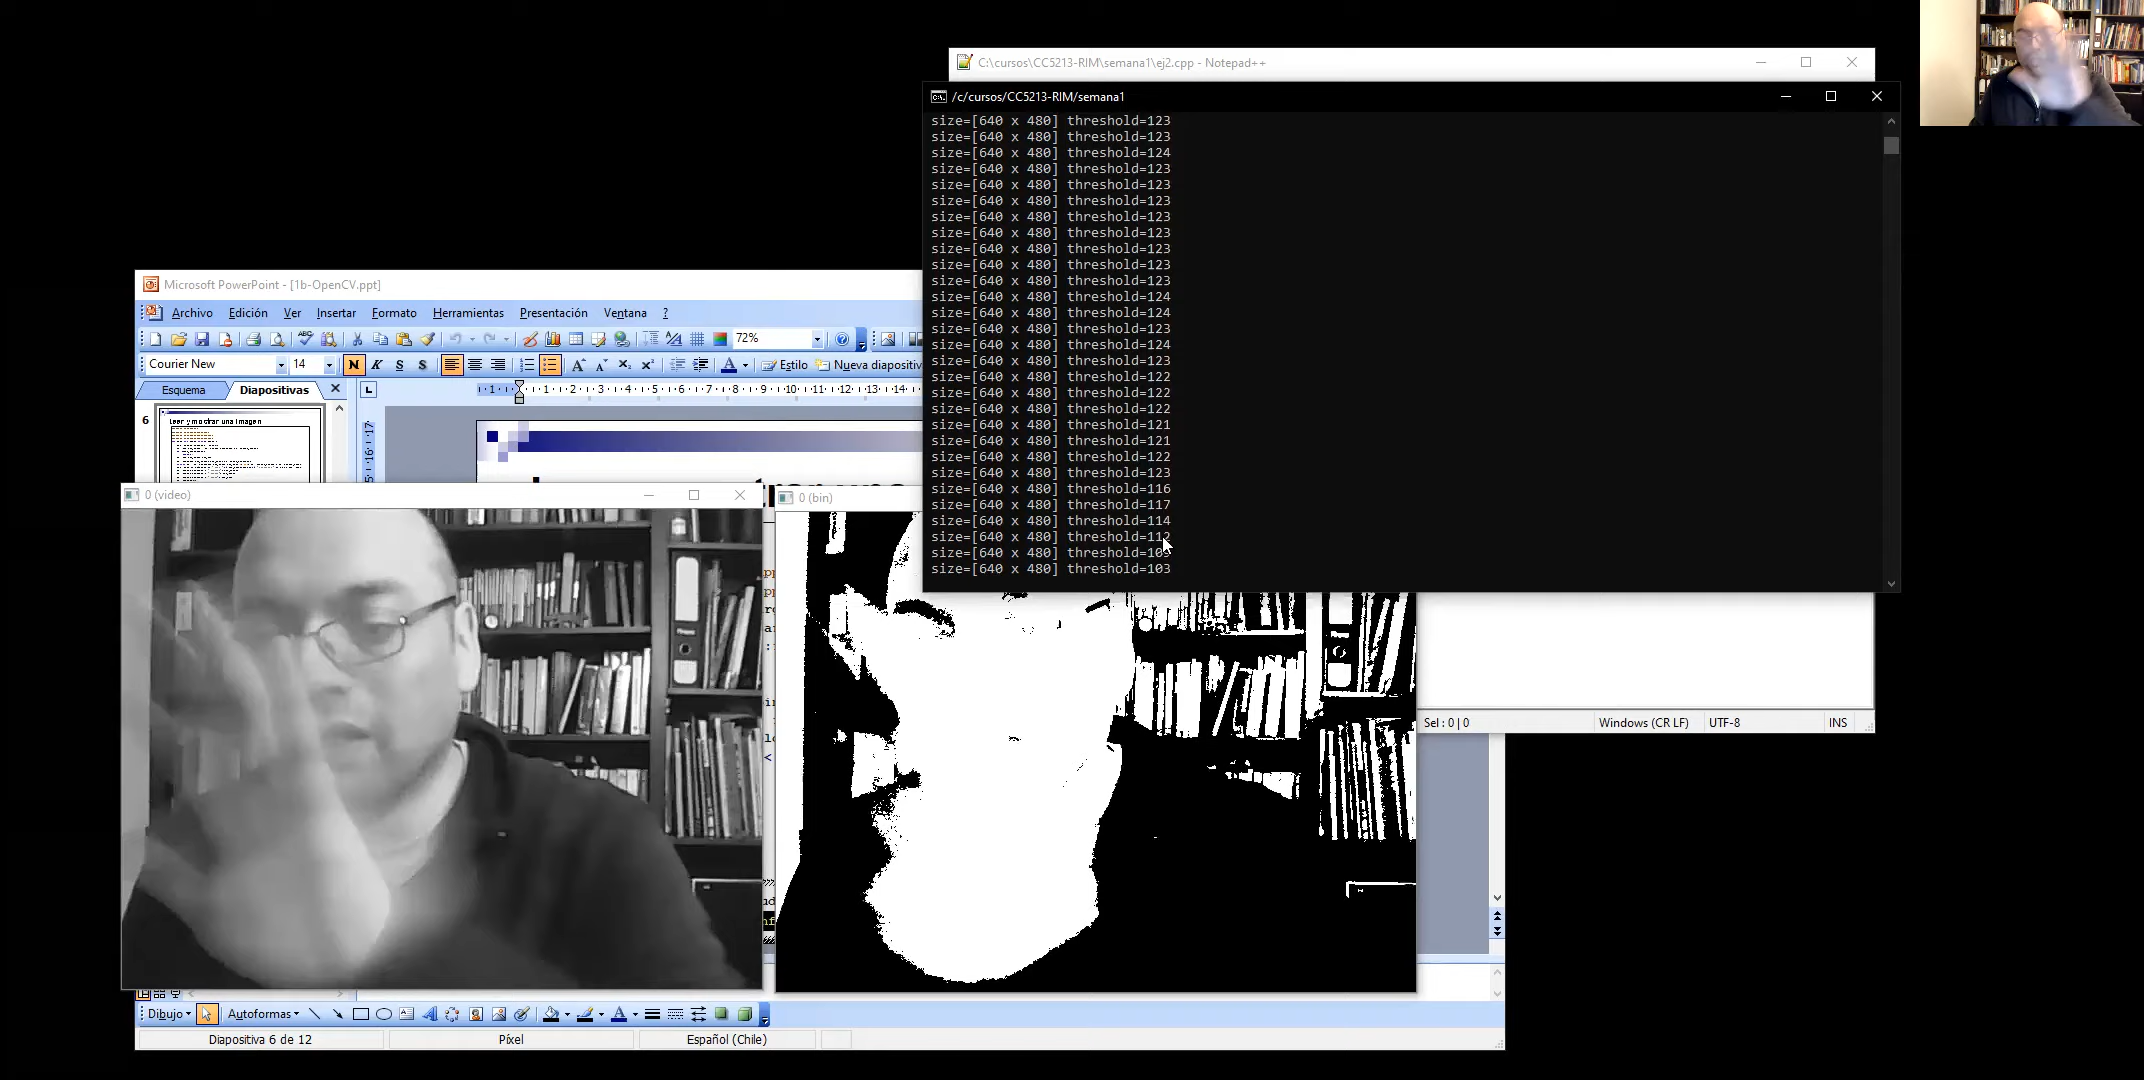 C:\cursos\CC5213-RIM\semana1\ej2.cpp - Notepad++
/c/cursos/CC5213-RIM/semana1
size=[640 x 480] threshold=123
size=[640 x 480] threshold=123
size=[640 x 480] threshold=124
size=[640 x 480] threshold=123
size=[640 x 480] threshold=123
size=[640 x 480] threshold=123
size=[640 x 480] threshold=123
size=[640 x 480] threshold=123
size=[640 x 480] threshold=123
size=[640 x 480] threshold=123
size=[640 x 480] threshold=123
size=[640 x 480] threshold=124
size=[640 x 480] threshold=124
size=[640 x 480] threshold=123
size=[640 x 480] threshold=124
size=[640 x 480] threshold=123
size=[640 x 480] threshold=122
size=[640 x 480] threshold=122
size=[640 x 480] threshold=122
size=[640 x 480] threshold=121
size=[640 x 480] threshold=121
size=[640 x 480] threshold=122
size=[640 x 480] threshold=123
size=[640 x 480] threshold=116
size=[640 x 480] threshold=117
size=[640 x 480] threshold=114
size=[640 x 480] threshold=112
size=[640 x 480]
size=[640 x 480] threshold=103
Microsoft PowerPoint - [1b-OpenCV.ppt]
Archivo Edición Ver Insertar Formato Herramientas Presentación Ventana ?
72%
Courier New 14 N K S S Estilo Nueva diapositiv
Esquema Diapositivas
6 Leer y mostrar una imagen
0 (video)
0 (bin)
Sel : 0 | 0 Windows (CR LF) UTF-8 INS
Dibujo Autoformas
Diapositiva 6 de 12 Píxel Español (Chile)